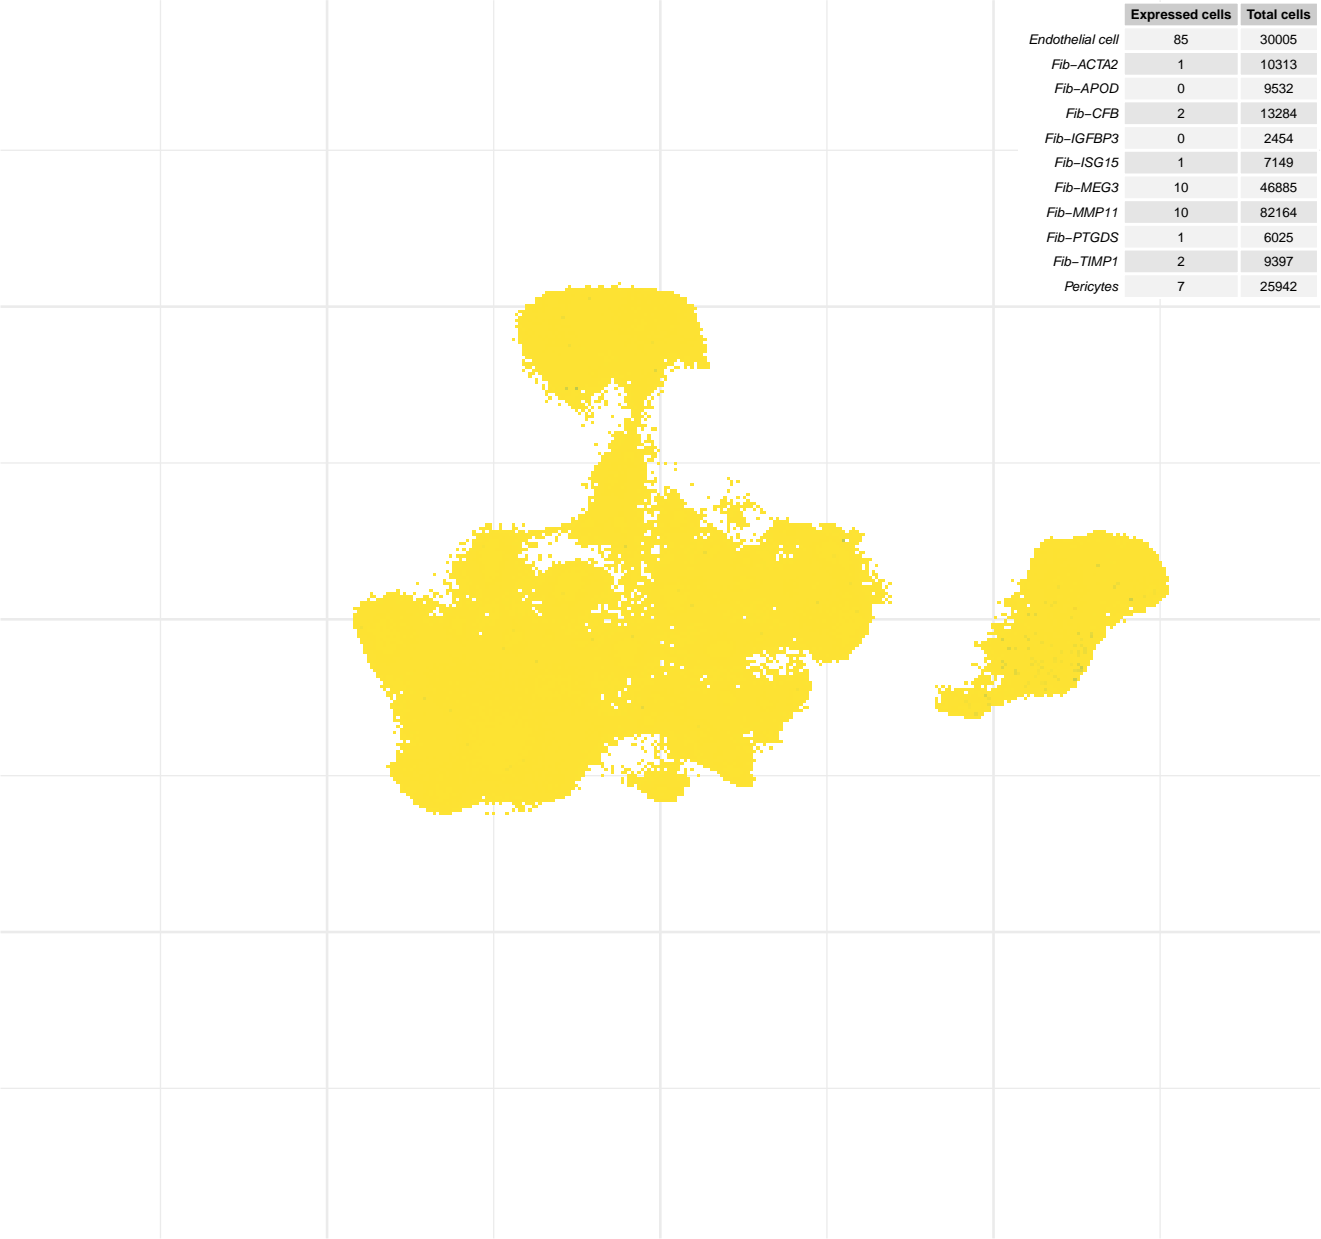 Expressed cells Total cells
Endothelial cell 85 30005
Fib−ACTA2 1 10313
Fib−APOD 0 9532
Fib−CFB 2 13284
Fib−IGFBP3 0 2454
Fib−ISG15 1 7149
Fib−MEG3 10 46885
Fib−MMP11 10 82164
Fib−PTGDS 1 6025
Fib−TIMP1 2 9397
Pericytes 7 25942